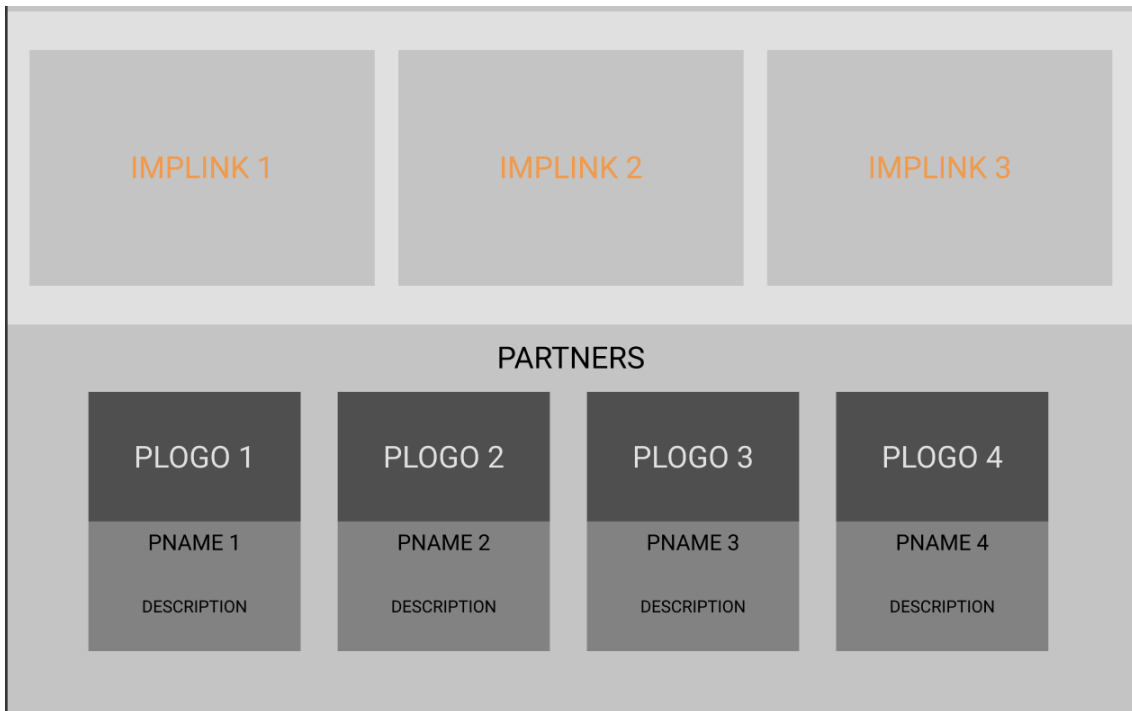 IMPLINK 1
IMPLINK 2
IMPLINK 3
PARTNERS
PLOGO 1
PLOGO 2
PLOGO 3
PLOGO 4
PNAME 1
PNAME 2
PNAME 3
PNAME 4
DESCRIPTION
DESCRIPTION
DESCRIPTION
DESCRIPTION